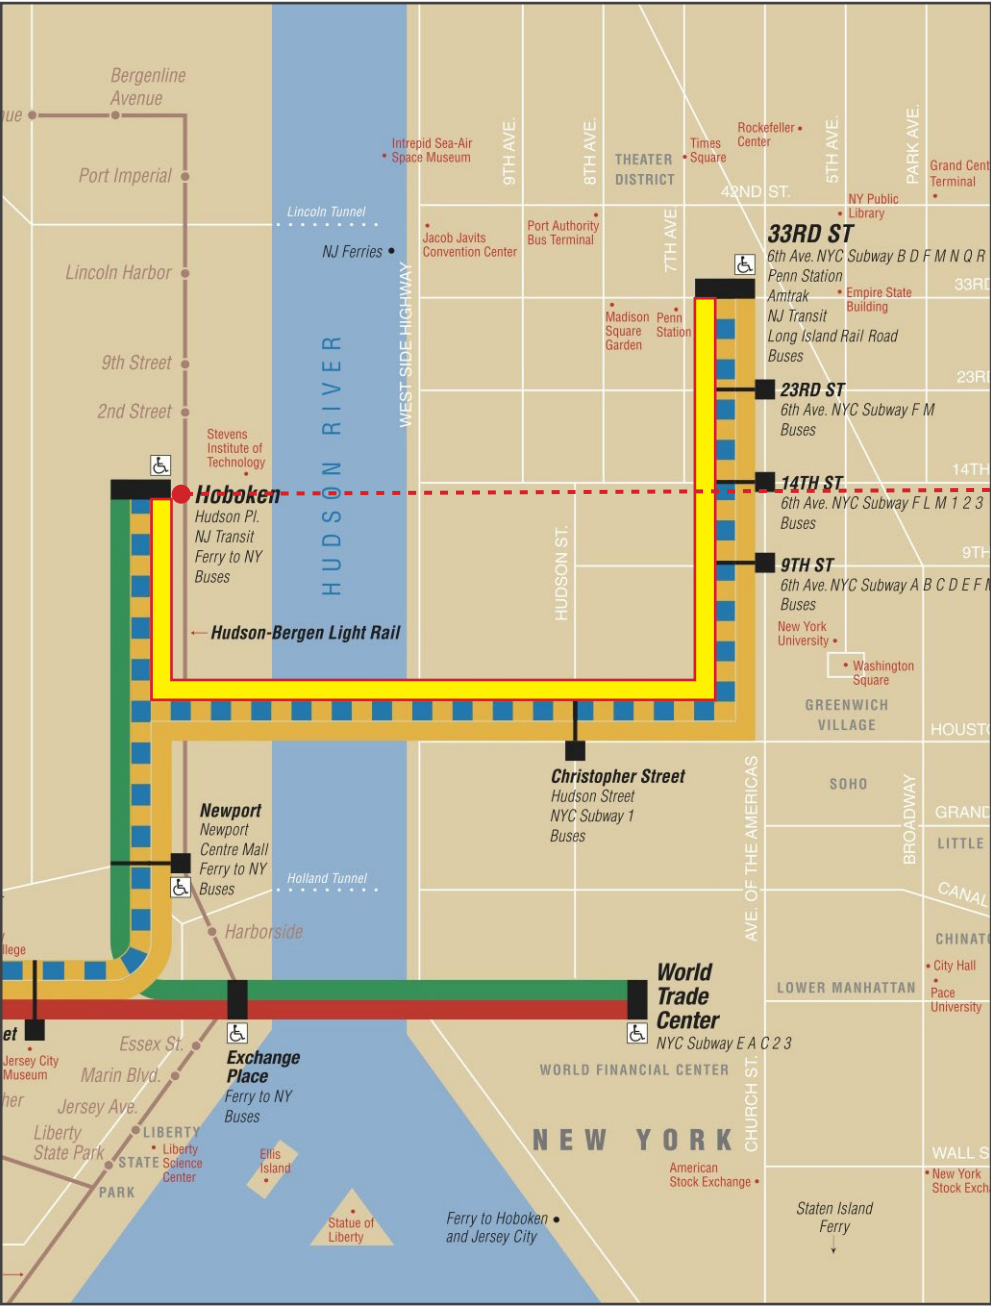 Bergenline
Avenue
Port Imperial
Lincoln Harbor
9th Street
2nd Street
Stevens
Institute of
Technology
Hoboken
Hudson Pl.
NJ Transit
Ferry to NY
Buses
Hudson-Bergen Light Rail
HUDSON RIVER
Lincoln Tunnel
NJ Ferries
Intrepid Sea-Air
Space Museum
WEST SIDE HIGHWAY
Jacob Javits
Convention Center
9TH AVE.
8TH AVE.
Port Authority
Bus Terminal
THEATER
DISTRICT
Times
Square
7TH AVE
Rockefeller
Center
42ND ST.
5TH AVE.
PARK AVE.
Grand Cent
Terminal
NY Public
Library
33RD ST
6th Ave. NYC Subway B D F M N Q R
Penn Station
Amtrak
NJ Transit
Long Island Rail Road
Buses
Empire State
Building
33RD
Madison
Square
Garden
Penn
Station
23RD
23RD ST
6th Ave. NYC Subway F M
Buses
14TH
14TH ST
6th Ave. NYC Subway F L M 1 2 3
Buses
9TH
9TH ST
6th Ave. NYC Subway A B C D E F M
Buses
HUDSON ST.
New York
University
Washington
Square
GREENWICH
VILLAGE
HOUSTO
Christopher Street
Hudson Street
NYC Subway 1
Buses
SOHO
AVE. OF THE AMERICAS
BROADWAY
GRAND
LITTLE
CANAL
CHINATO
Newport
Newport
Centre Mall
Ferry to NY
Buses
Holland Tunnel
Harborside
llege
City Hall
Pace
University
LOWER MANHATTAN
World
Trade
Center
NYC Subway E A C 2 3
WORLD FINANCIAL CENTER
CHURCH ST.
et
Jersey City
Museum
her
Essex St.
Marin Blvd.
Jersey Ave.
Liberty
State Park
Exchange
Place
Ferry to NY
Buses
LIBERTY
STATE
PARK
Liberty
Science
Center
Ellis
Island
Statue of
Liberty
NEW YORK
American
Stock Exchange
WALL S
New York
Stock Exch
Ferry to Hoboken
and Jersey City
Staten Island
Ferry